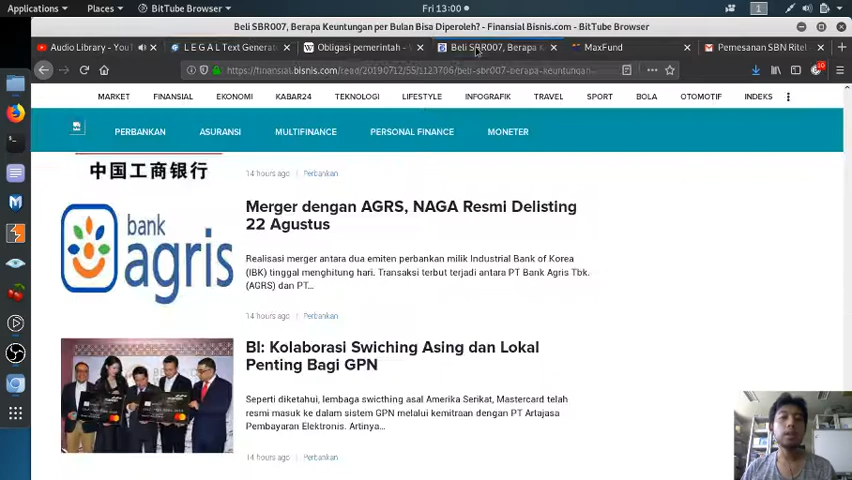 Applications
Places
BitTube Browser
Fri 13:00
1
Beli SBR007, Berapa Keuntungan per Bulan Bisa Diperoleh? - Finansial Bisnis.com - BitTube Browser
Audio Library - You
L E G A L Text Generat
Obligasi pemerintah -
Beli SBR007, Berapa K
MaxFund
Pemesanan SBN Ritel
https://financial.bisnis.com/read/20190712/55/1123706/beli-sbr007-berapa-keuntungan-
10
MARKET
FINANSIAL
EKONOMI
KABAR24
TEKNOLOGI
LIFESTYLE
INFOGRAFIK
TRAVEL
SPORT
BOLA
OTOMOTIF
INDEKS
PERBANKAN
ASURANSI
MULTIFINANCE
PERSONAL FINANCE
MONETER
中国工商银行
14 hours ago
Perbankan
bank
agris
Merger dengan AGRS, NAGA Resmi Delisting
22 Agustus
Realisasi merger antara dua emiten perbankan milik Industrial Bank of Korea
(IBK) tinggal menghitung hari. Transaksi terbut terjadi antara PT Bank Agris Tbk.
(AGRS) dan PT...
14 hours ago
Perbankan
BI: Kolaborasi Swiching Asing dan Lokal
Penting Bagi GPN
Seperti diketahui, lembaga swicthing asal Amerika Serikat, Mastercard telah
resmi masuk ke dalam sistem GPN melalui kemitraan dengan PT Artajasa
Pembayaran Elektronis. Artinya...
14 hours ago
Perbankan